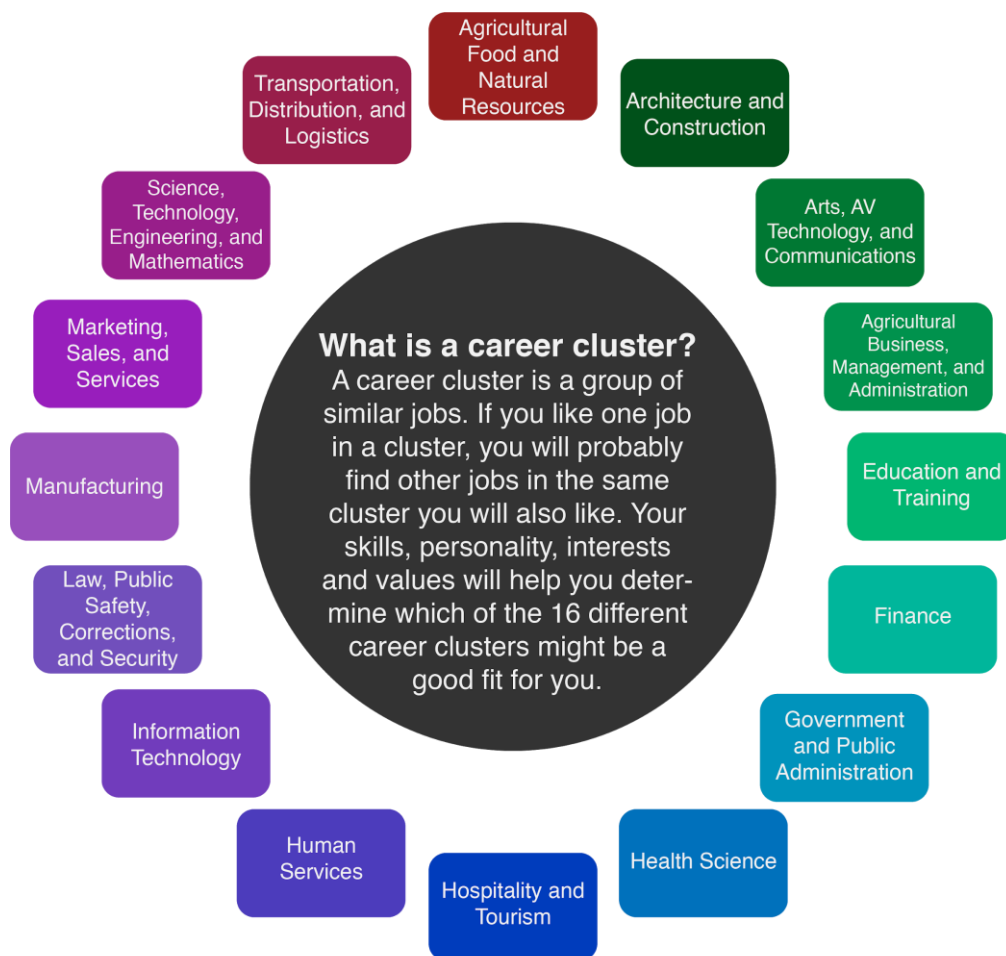 Agricultural
Food and
Natural
Resources
Architecture and
Construction
Arts, AV
Technology, and
Communications
Agricultural
Business,
Management, and
Administration
Education and
Training
Finance
Government
and Public
Administration
Health Science
Hospitality and
Tourism
Human
Services
Information
Technology
Law, Public
Safety,
Corrections,
and Security
Manufacturing
Marketing,
Sales, and
Services
Science,
Technology,
Engineering, and
Mathematics
Transportation,
Distribution, and
Logistics
What is a career cluster?
A career cluster is a group of
similar jobs. If you like one job
in a cluster, you will probably
find other jobs in the same
cluster you will also like. Your
skills, personality, interests
and values will help you deter-
mine which of the 16 different
career clusters might be a
good fit for you.